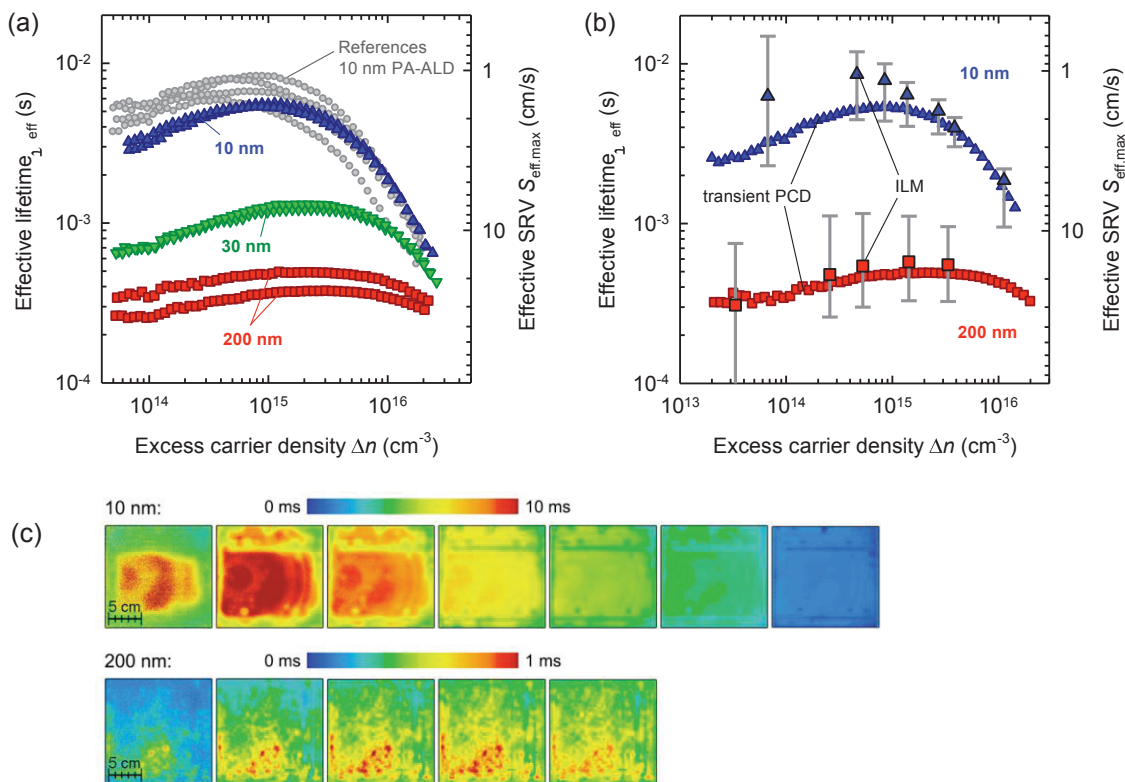 (a)
References
10 nm PA-ALD
10 nm
30 nm
200 nm
10⁻²
10⁻³
10⁻⁴
Effective lifetime τ eff (s)
1
10
Effective SRV S eff.max (cm/s)
10¹⁴
10¹⁵
10¹⁶
Excess carrier density Δn (cm⁻³)
(b)
10 nm
transient PCD
ILM
200 nm
10⁻²
10⁻³
10⁻⁴
Effective lifetime τ eff (s)
1
10
Effective SRV S eff.max (cm/s)
10¹³
10¹⁴
10¹⁵
10¹⁶
Excess carrier density Δn (cm⁻³)
(c)
10 nm:
0 ms
10 ms
5 cm
200 nm:
0 ms
1 ms
5 cm